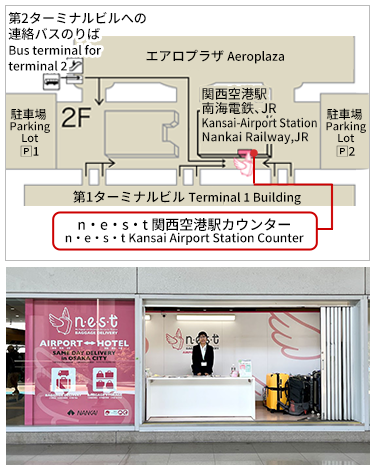 第2ターミナルビルへの
連絡バスのりば
Bus terminal for
terminal 2
エアロプラザ Aeroplaza
2F
関西空港駅
南海電鉄、JR
Kansai-Airport Station
Nankai Railway,JR
駐車場
Parking
Lot
P1
駐車場
Parking
Lot
P2
第1ターミナルビル Terminal 1 Building
n・e・s・t 関西空港駅カウンター
n・e・s・t Kansai Airport Station Counter
n・e・s・t
BAGGAGE DELIVERY
AIRPORT ↔ HOTEL
SAME DAY DELIVERY
in OSAKA CITY
NANKAI
n・e・s・t